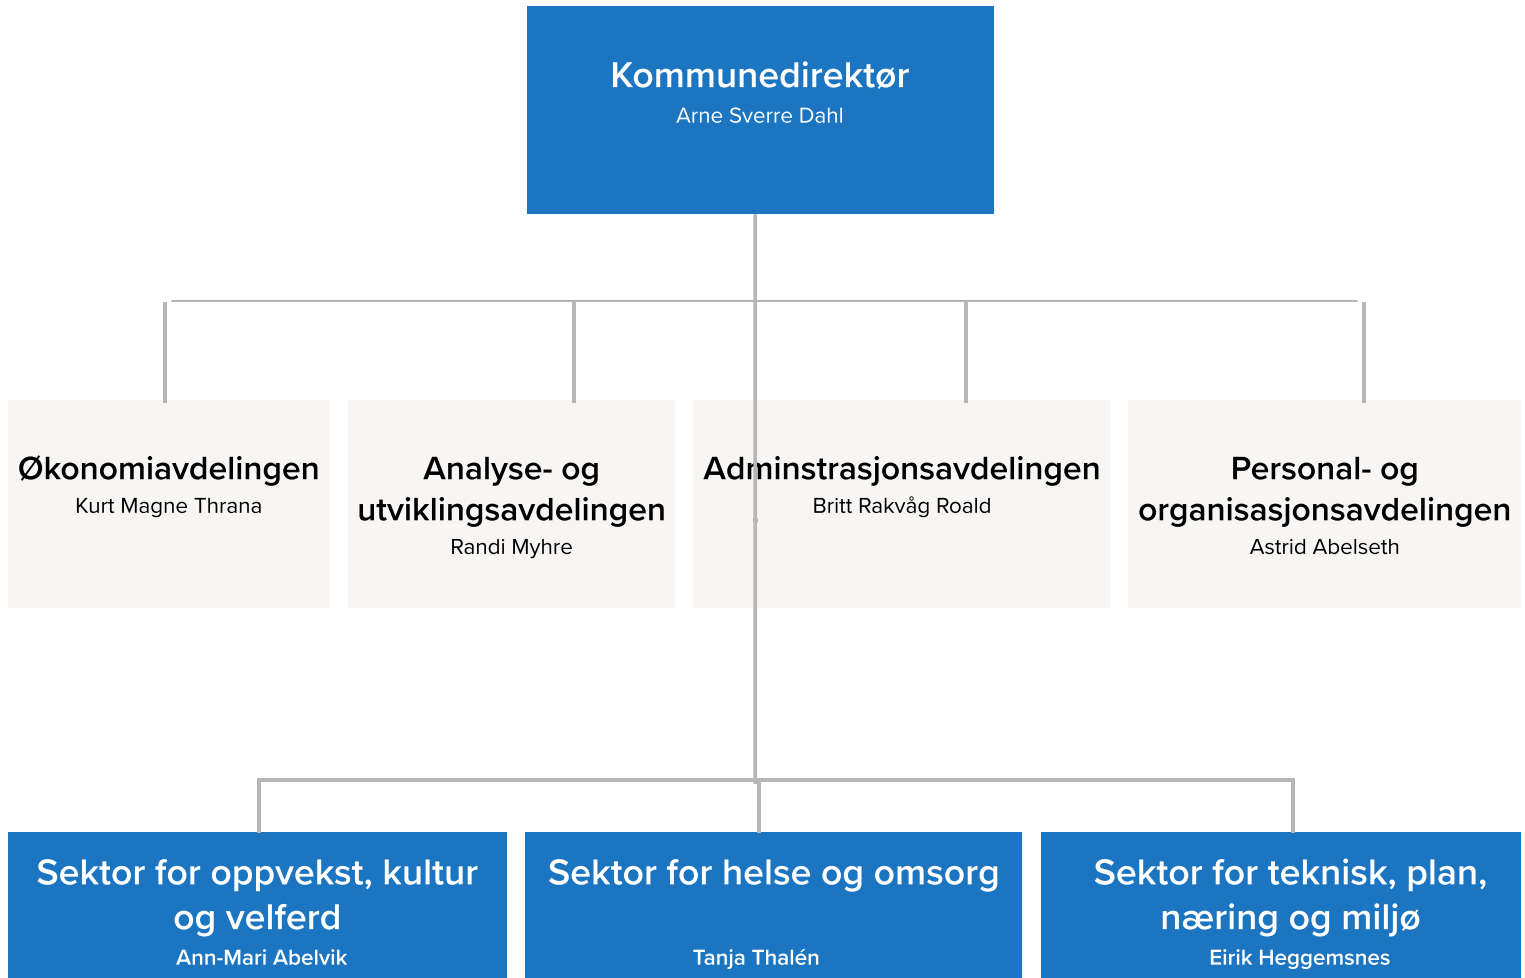 Kommunedirektør
Arne Sverre Dahl
Økonomiavdelingen
Kurt Magne Thrana
Analyse- og
utviklingsavdelingen
Randi Myhre
Adminstrasjonsavdelingen
Britt Rakvåg Roald
Personal- og
organisasjonsavdelingen
Astrid Abelseth
Sektor for oppvekst, kultur
og velferd
Ann-Mari Abelvik
Sektor for helse og omsorg
Tanja Thalén
Sektor for teknisk, plan,
næring og miljø
Eirik Heggemsnes